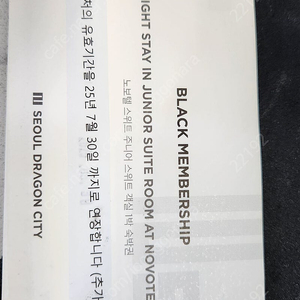 BLACK MEMBERSHIP
IGHT STAY IN JUNIOR SUITE ROOM AT NOVOTE
노보텔 스위트 주니어 스위트 객실 1박 숙박권
처의 유효기간을 25년 7월 30일 까지로 연장합니다 (추가
SEOUL DRAGON CITY